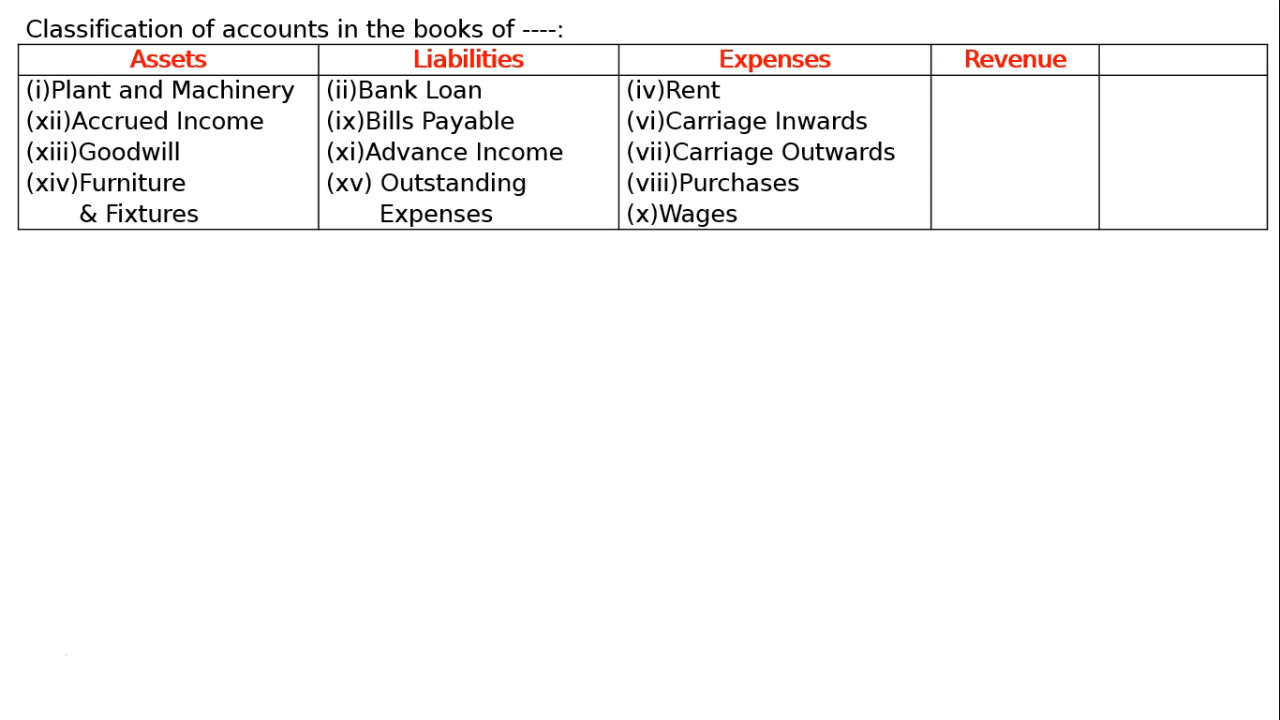 Classification of accounts in the books of ----:
Assets Liabilities Expenses Revenue
(i)Plant and Machinery (ii)Bank Loan (iv)Rent
(xii)Accrued Income (ix)Bills Payable (vi)Carriage Inwards
(xiii)Goodwill (xi)Advance Income (vii)Carriage Outwards
(xiv)Furniture (xv) Outstanding (viii)Purchases
& Fixtures Expenses (x)Wages